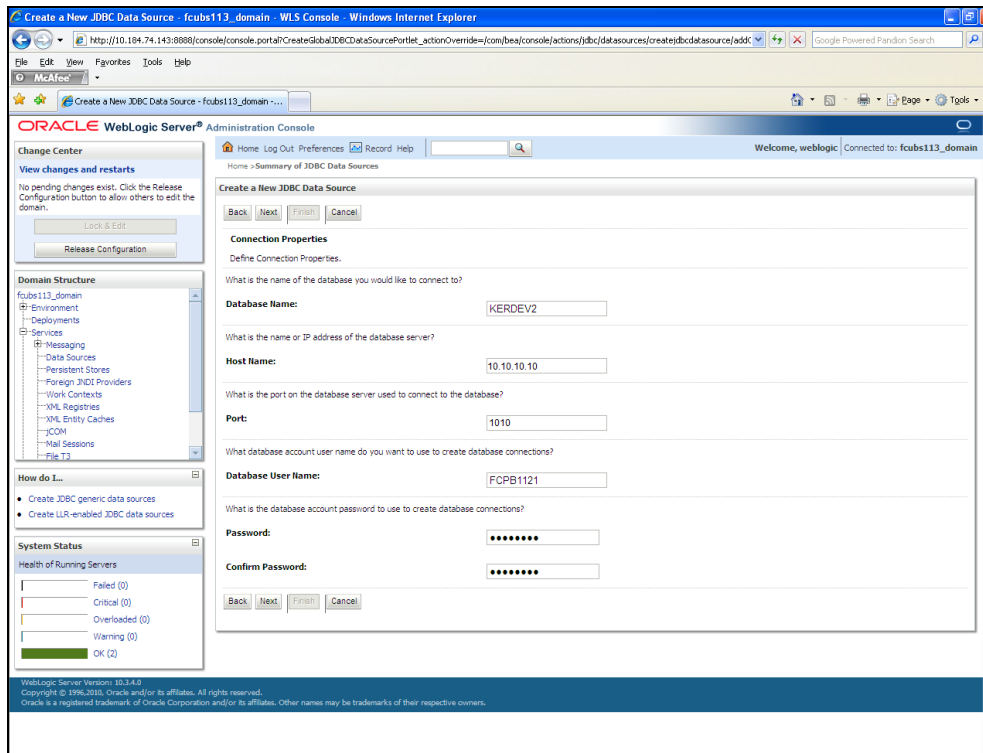 Create a New JDBC Data Source - fcubs113_domain - WLS Console - Windows Internet Explorer
http://10.184.74.143:8888/console/console.portal?CreateGlobalJDBCDataSourcePortlet_actionOverride=/com/bea/console/actions/jdbc/datasources/createjdbcdatasource/addC
Google Powered Pandion Search
File Edit View Favorites Tools Help
McAfee
Create a New JDBC Data Source - fcubs113_domain -...
Page Tools
ORACLE WebLogic Server® Administration Console
Change Center
View changes and restarts
No pending changes exist. Click the Release
Configuration button to allow others to edit the
domain.
Lock & Edit
Release Configuration
Domain Structure
fcubs113_domain
Environment
Deployments
Services
Messaging
Data Sources
Persistent Stores
Foreign JNDI Providers
Work Contexts
XML Registries
XML Entity Caches
jCOM
Mail Sessions
File T3
How do I...
Create JDBC generic data sources
Create LLR-enabled JDBC data sources
System Status
Health of Running Servers
Failed (0)
Critical (0)
Overloaded (0)
Warning (0)
OK (2)
Home Log Out Preferences Record Help
Welcome, weblogic Connected to: fcubs113_domain
Home >Summary of JDBC Data Sources
Create a New JDBC Data Source
Back Next Finish Cancel
Connection Properties
Define Connection Properties.
What is the name of the database you would like to connect to?
Database Name: KERDEV2
What is the name or IP address of the database server?
Host Name: 10.10.10.10
What is the port on the database server used to connect to the database?
Port: 1010
What database account user name do you want to use to create database connections?
Database User Name: FCPB1121
What is the database account password to use to create database connections?
Password: ••••••••
Confirm Password: ••••••••
Back Next Finish Cancel
WebLogic Server Version: 10.3.4.0
Copyright © 1996,2010, Oracle and/or its affiliates. All rights reserved.
Oracle is a registered trademark of Oracle Corporation and/or its affiliates. Other names may be trademarks of their respective owners.